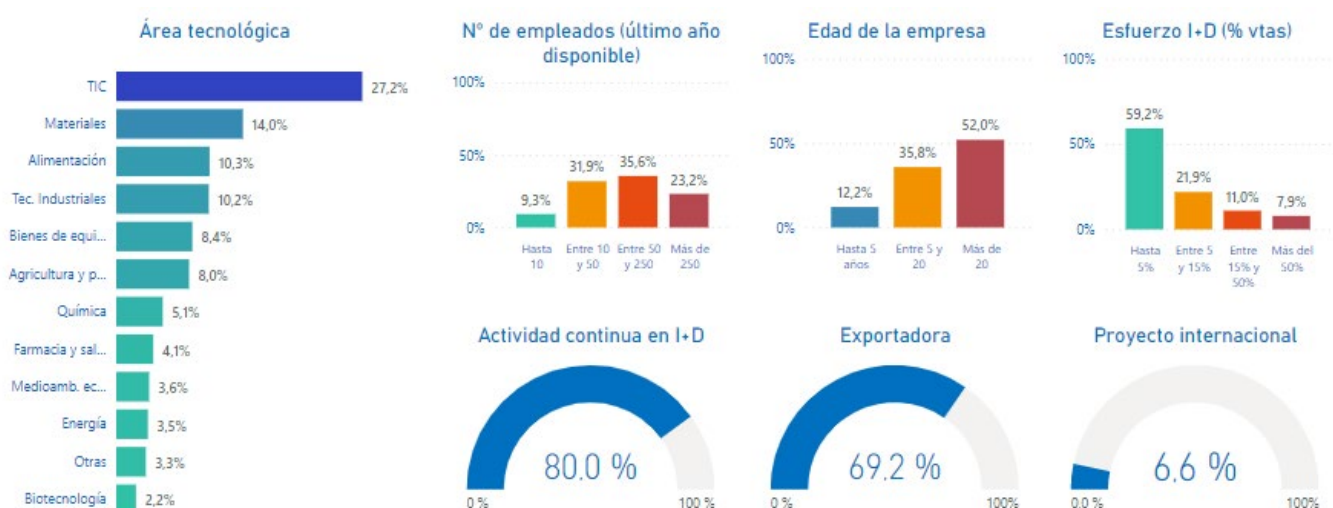 Área tecnológica
TIC 27,2%
Materiales 14,0%
Alimentación 10,3%
Tec. Industriales 10,2%
Bienes de equi... 8,4%
Agricultura y p... 8,0%
Química 5,1%
Farmacia y sal... 4,1%
Medioamb. ec... 3,6%
Energía 3,5%
Otras 3,3%
Biotecnología 2,2%
Nº de empleados (último año
disponible)
100%
50%
0%
9,3% 31,9% 35,6% 23,2%
Hasta Entre 10 Entre 50 Más de
10 y 50 y 250 250
Edad de la empresa
100%
50%
0%
12,2% 35,8% 52,0%
Hasta 5 Entre 5 y Más de
años 20 20
Esfuerzo I+D (% vtas)
100%
50%
0%
59,2% 21,9% 11,0% 7,9%
Hasta Entre 5 Entre Más del
5% y 15% 15% y 50%
50%
Actividad continua en I+D
80,0 %
0 % 100 %
Exportadora
69,2 %
0 % 100%
Proyecto internacional
6,6 %
0,0 % 100%